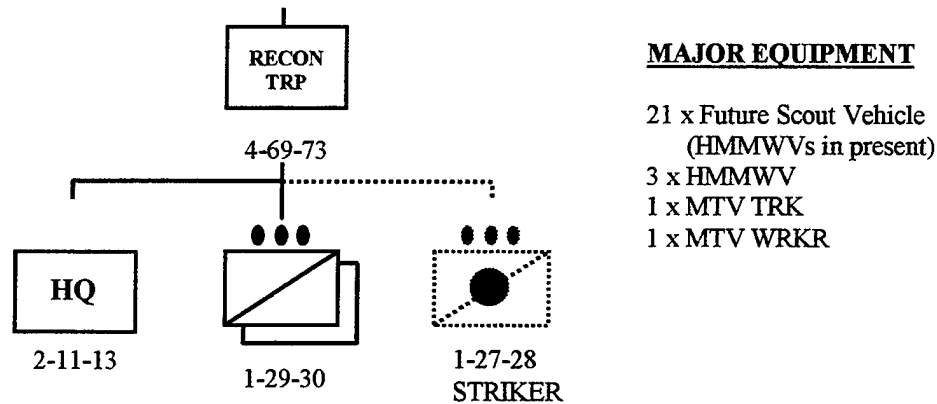 RECON
TRP
4-69-73
HQ
2-11-13
1-29-30
1-27-28
STRIKER
MAJOR EQUIPMENT
21 x Future Scout Vehicle
(HMMWVs in present)
3 x HMMWV
1 x MTV TRK
1 x MTV WRKR